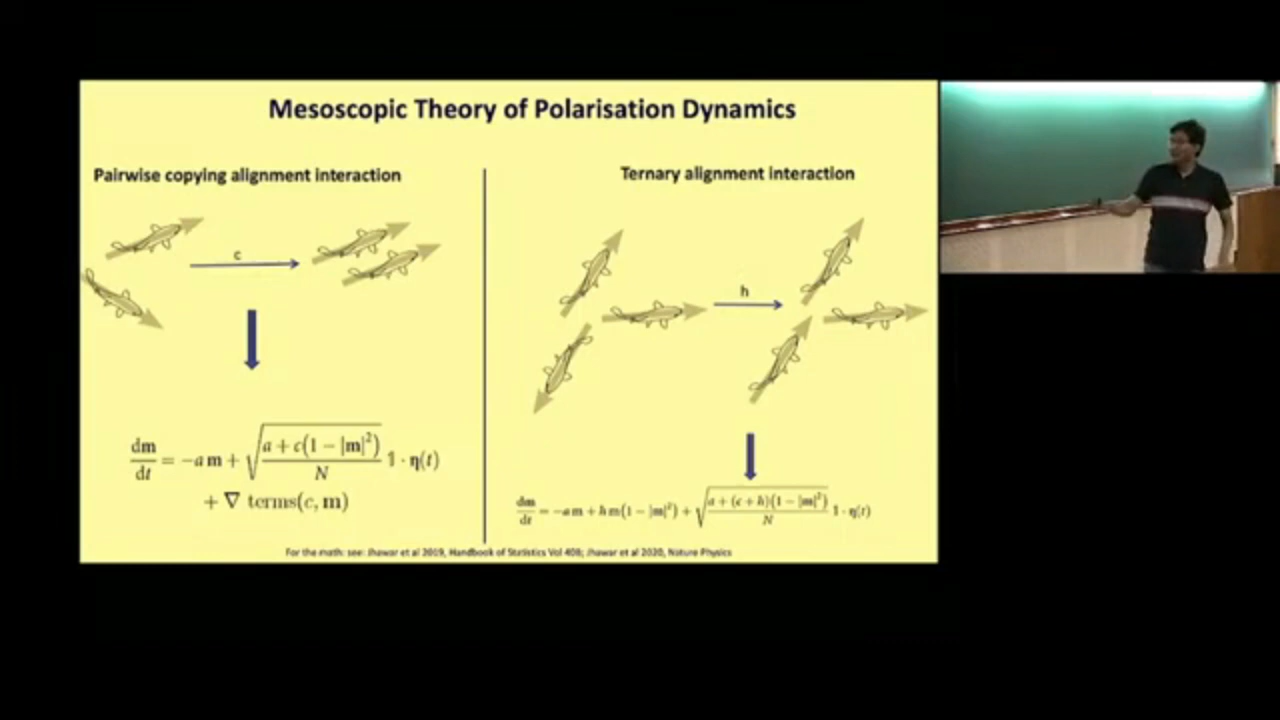 Mesoscopic Theory of Polarisation Dynamics
Pairwise copying alignment interaction
c
dm/dt = −a m + √((a + c(1 − |m|²))/N) 𝟙 · η(t)
+ ∇ terms(c, m)
Ternary alignment interaction
h
dm/dt = −a m + h m(1 − |m|²) + √((a + (c + h)(1 − |m|²))/N) 𝟙 · η(t)
For the math: see: Jhawar et al 2019, Handbook of Statistics Vol 40B; Jhawar et al 2020, Nature Physics